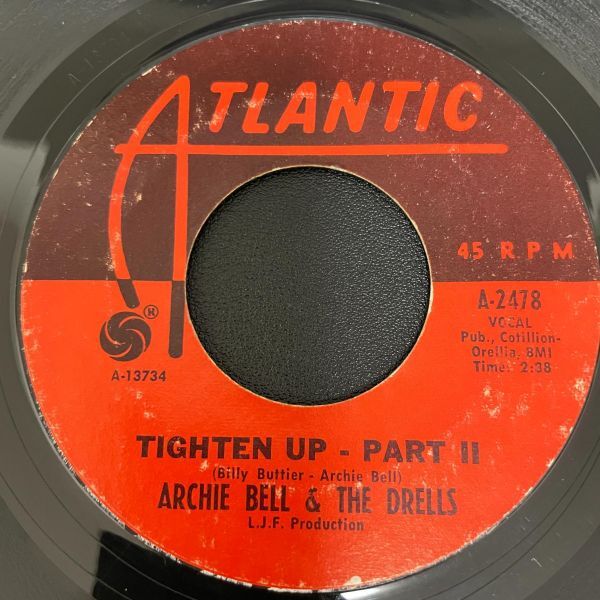 ATLANTIC
45 RPM
A-2478
VOCAL
Pub., Cotillion-
Orellia, BMI
Time: 2:38
®
A-13734
TIGHTEN UP - PART II
(Billy Buttier - Archie Bell)
ARCHIE BELL & THE DRELLS
L.J.F. Production